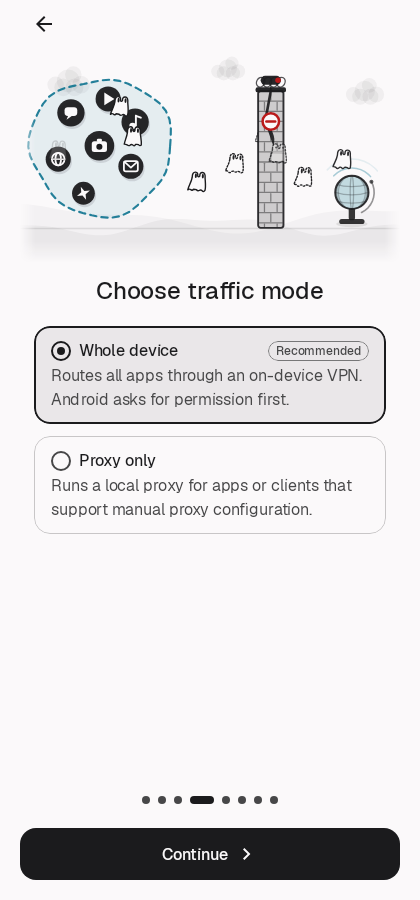 Choose traffic mode
Whole device
Recommended
Routes all apps through an on-device VPN.
Android asks for permission first.
Proxy only
Runs a local proxy for apps or clients that
support manual proxy configuration.
Continue